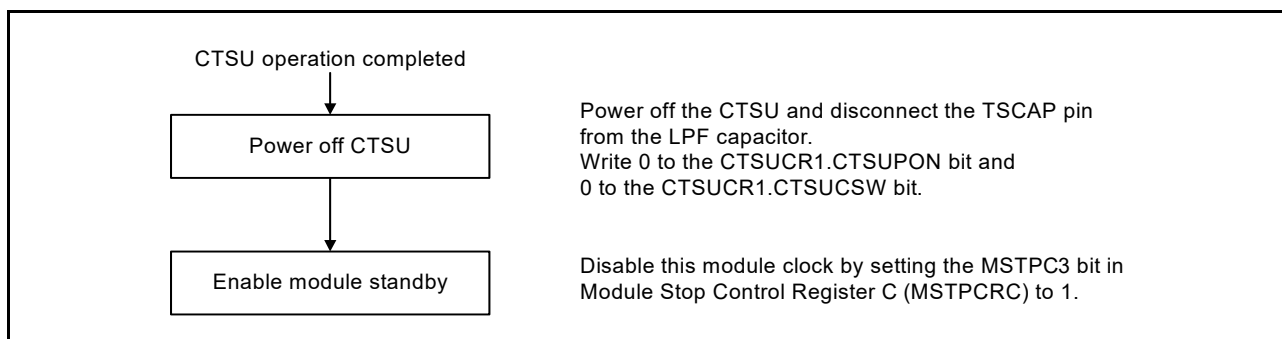 CTSU operation completed
Power off CTSU
Power off the CTSU and disconnect the TSCAP pin
from the LPF capacitor.
Write 0 to the CTSUCR1.CTSUPON bit and
0 to the CTSUCR1.CTSUCSW bit.
Enable module standby
Disable this module clock by setting the MSTPC3 bit in
Module Stop Control Register C (MSTPCRC) to 1.